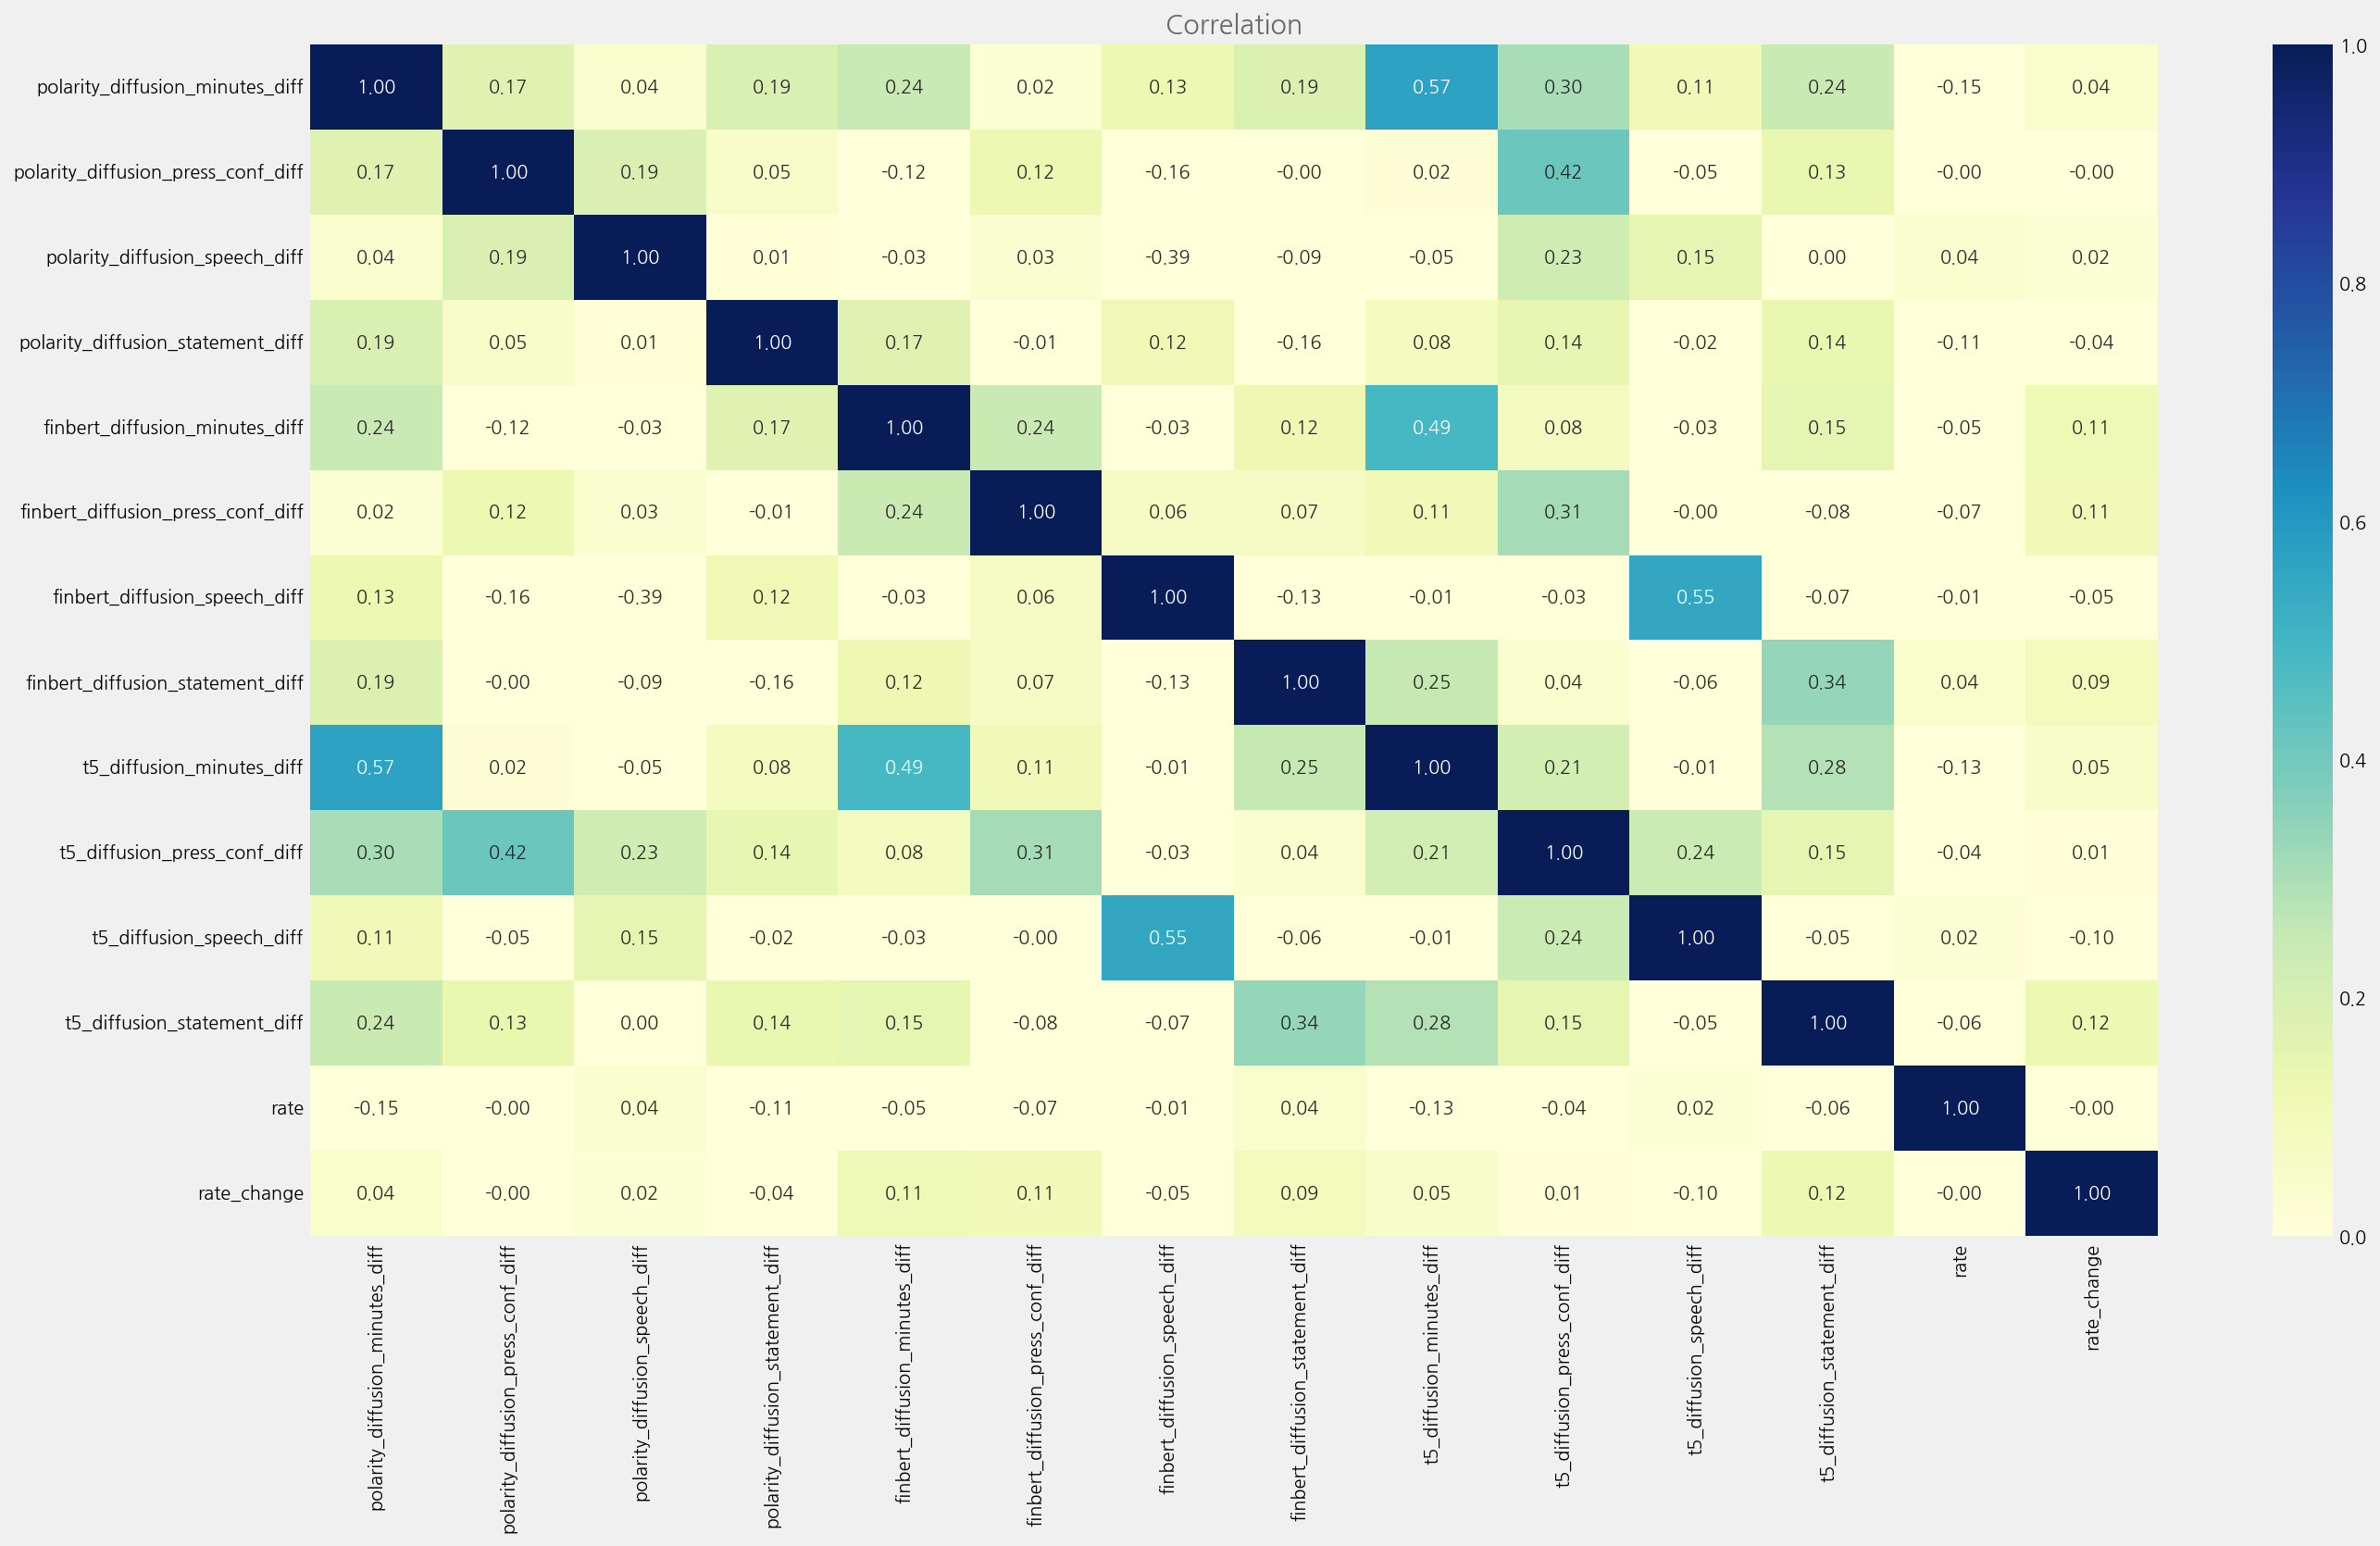 Correlation
polarity_diffusion_minutes_diff 1.00 0.17 0.04 0.19 0.24 0.02 0.13 0.19 0.57 0.30 0.11 0.24 -0.15 0.04
polarity_diffusion_press_conf_diff 0.17 1.00 0.19 0.05 -0.12 0.12 -0.16 -0.00 0.02 0.42 -0.05 0.13 -0.00 -0.00
polarity_diffusion_speech_diff 0.04 0.19 1.00 0.01 -0.03 0.03 -0.39 -0.09 -0.05 0.23 0.15 0.00 0.04 0.02
polarity_diffusion_statement_diff 0.19 0.05 0.01 1.00 0.17 -0.01 0.12 -0.16 0.08 0.14 -0.02 0.14 -0.11 -0.04
finbert_diffusion_minutes_diff 0.24 -0.12 -0.03 0.17 1.00 0.24 -0.03 0.12 0.49 0.08 -0.03 0.15 -0.05 0.11
finbert_diffusion_press_conf_diff 0.02 0.12 0.03 -0.01 0.24 1.00 0.06 0.07 0.11 0.31 -0.00 -0.08 -0.07 0.11
finbert_diffusion_speech_diff 0.13 -0.16 -0.39 0.12 -0.03 0.06 1.00 -0.13 -0.01 -0.03 0.55 -0.07 -0.01 -0.05
finbert_diffusion_statement_diff 0.19 -0.00 -0.09 -0.16 0.12 0.07 -0.13 1.00 0.25 0.04 -0.06 0.34 0.04 0.09
t5_diffusion_minutes_diff 0.57 0.02 -0.05 0.08 0.49 0.11 -0.01 0.25 1.00 0.21 -0.01 0.28 -0.13 0.05
t5_diffusion_press_conf_diff 0.30 0.42 0.23 0.14 0.08 0.31 -0.03 0.04 0.21 1.00 0.24 0.15 -0.04 0.01
t5_diffusion_speech_diff 0.11 -0.05 0.15 -0.02 -0.03 -0.00 0.55 -0.06 -0.01 0.24 1.00 -0.05 0.02 -0.10
t5_diffusion_statement_diff 0.24 0.13 0.00 0.14 0.15 -0.08 -0.07 0.34 0.28 0.15 -0.05 1.00 -0.06 0.12
rate -0.15 -0.00 0.04 -0.11 -0.05 -0.07 -0.01 0.04 -0.13 -0.04 0.02 -0.06 1.00 -0.00
rate_change 0.04 -0.00 0.02 -0.04 0.11 0.11 -0.05 0.09 0.05 0.01 -0.10 0.12 -0.00 1.00
polarity_diffusion_minutes_diff
polarity_diffusion_press_conf_diff
polarity_diffusion_speech_diff
polarity_diffusion_statement_diff
finbert_diffusion_minutes_diff
finbert_diffusion_press_conf_diff
finbert_diffusion_speech_diff
finbert_diffusion_statement_diff
t5_diffusion_minutes_diff
t5_diffusion_press_conf_diff
t5_diffusion_speech_diff
t5_diffusion_statement_diff
rate
rate_change
1.0
0.8
0.6
0.4
0.2
0.0